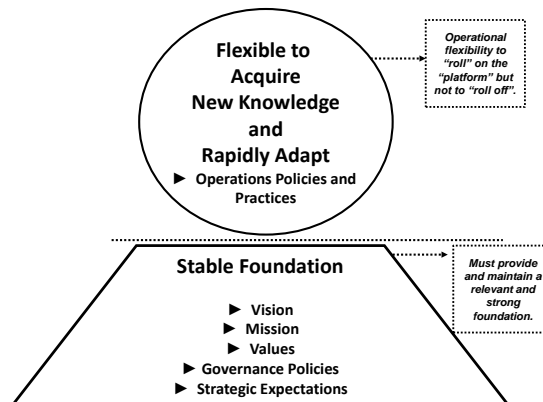 Flexible to
Acquire
New Knowledge
and
Rapidly Adapt
► Operations Policies and
Practices
Operational
flexibility to
“roll” on the
“platform” but
not to “roll off”.
Stable Foundation
► Vision
► Mission
► Values
► Governance Policies
► Strategic Expectations
Must provide
and maintain a
relevant and
strong
foundation.